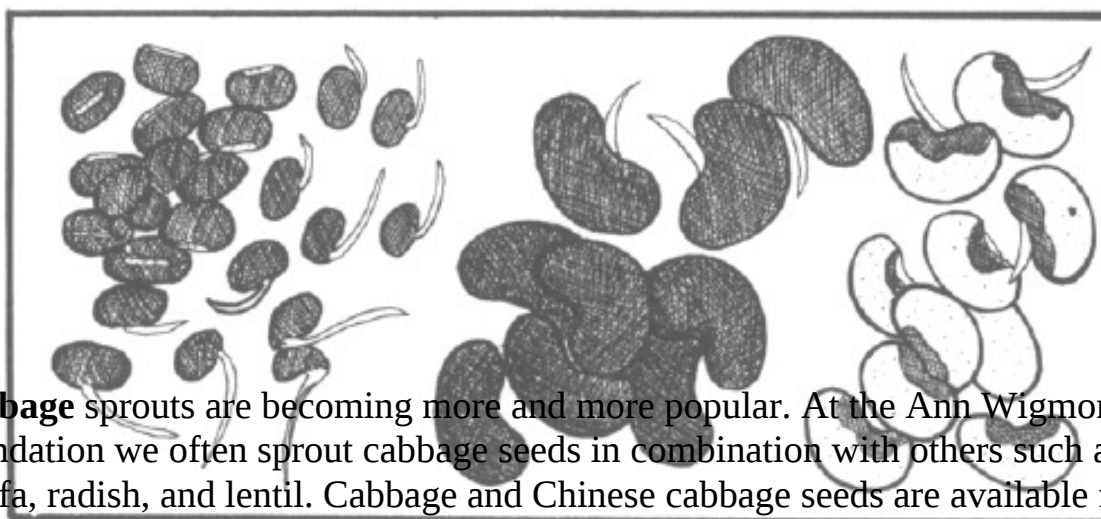 bage sprouts are becoming more and more popular. At the Ann Wigmor
ndation we often sprout cabbage seeds in combination with others such a
fa, radish, and lentil. Cabbage and Chinese cabbage seeds are available